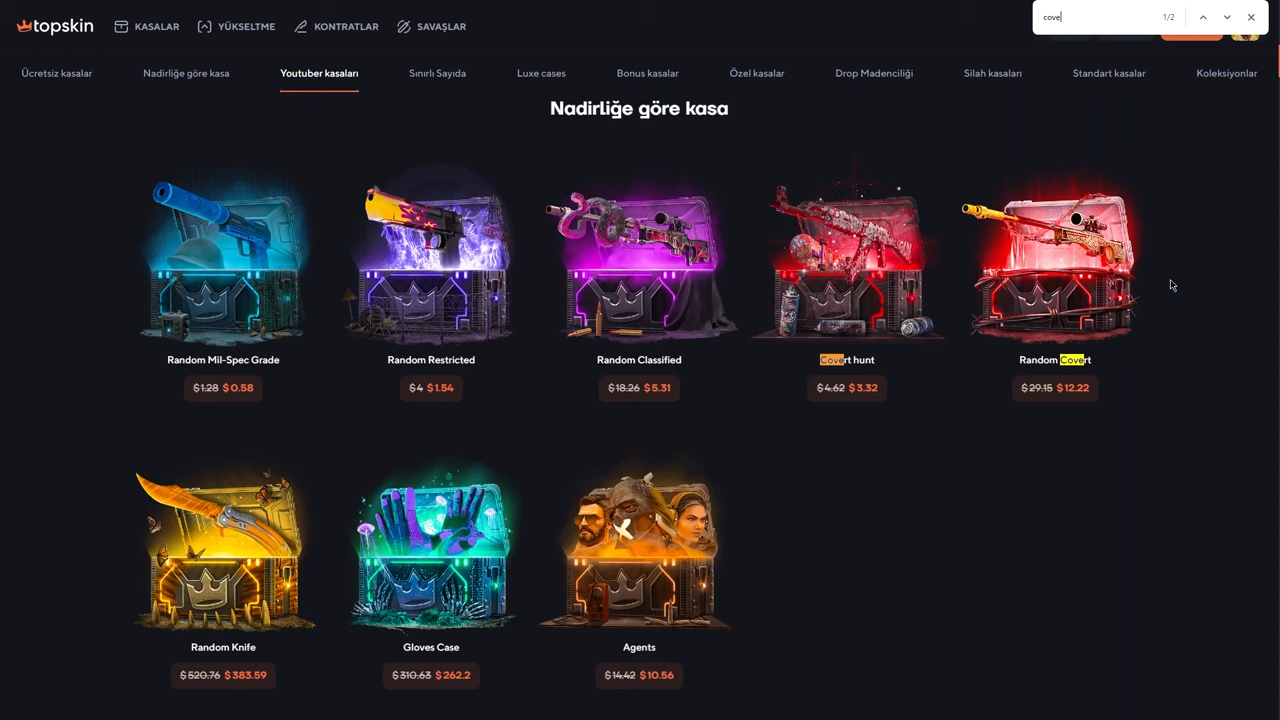 cove
1/2
topskin
KASALAR
YÜKSELTME
KONTRATLAR
SAVAŞLAR
Ücretsiz kasalar
Nadirliğe göre kasa
Youtuber kasaları
Sınırlı Sayıda
Luxe cases
Bonus kasalar
Özel kasalar
Drop Madenciliği
Silah kasaları
Standart kasalar
Koleksiyonlar
Nadirliğe göre kasa
Random Mil-Spec Grade
$1.28 $0.58
Random Restricted
$4 $1.54
Random Classified
$18.26 $5.31
Covert hunt
$4.62 $3.32
Random Covert
$29.15 $12.22
Random Knife
$520.76 $383.59
Gloves Case
$310.63 $262.2
Agents
$14.42 $10.56